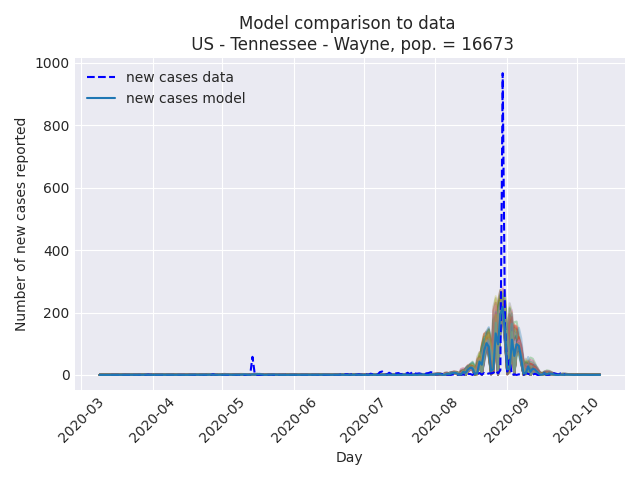 Model comparison to data
US - Tennessee - Wayne, pop. = 16673
new cases data
new cases model
Number of new cases reported
1000
800
600
400
200
0
2020-03
2020-04
2020-05
2020-06
2020-07
2020-08
2020-09
2020-10
Day